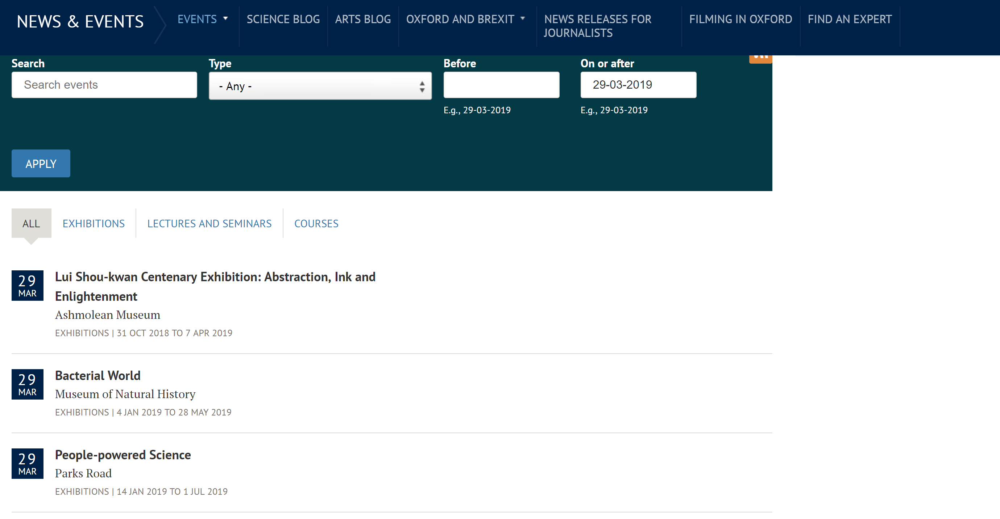 NEWS & EVENTS
EVENTS
SCIENCE BLOG
ARTS BLOG
OXFORD AND BREXIT
NEWS RELEASES FOR
JOURNALISTS
FILMING IN OXFORD
FIND AN EXPERT
Search
Search events
Type
- Any -
Before
E.g., 29-03-2019
On or after
29-03-2019
E.g., 29-03-2019
APPLY
ALL
EXHIBITIONS
LECTURES AND SEMINARS
COURSES
29
MAR
Lui Shou-kwan Centenary Exhibition: Abstraction, Ink and
Enlightenment
Ashmolean Museum
EXHIBITIONS | 31 OCT 2018 TO 7 APR 2019
29
MAR
Bacterial World
Museum of Natural History
EXHIBITIONS | 4 JAN 2019 TO 28 MAY 2019
29
MAR
People-powered Science
Parks Road
EXHIBITIONS | 14 JAN 2019 TO 1 JUL 2019